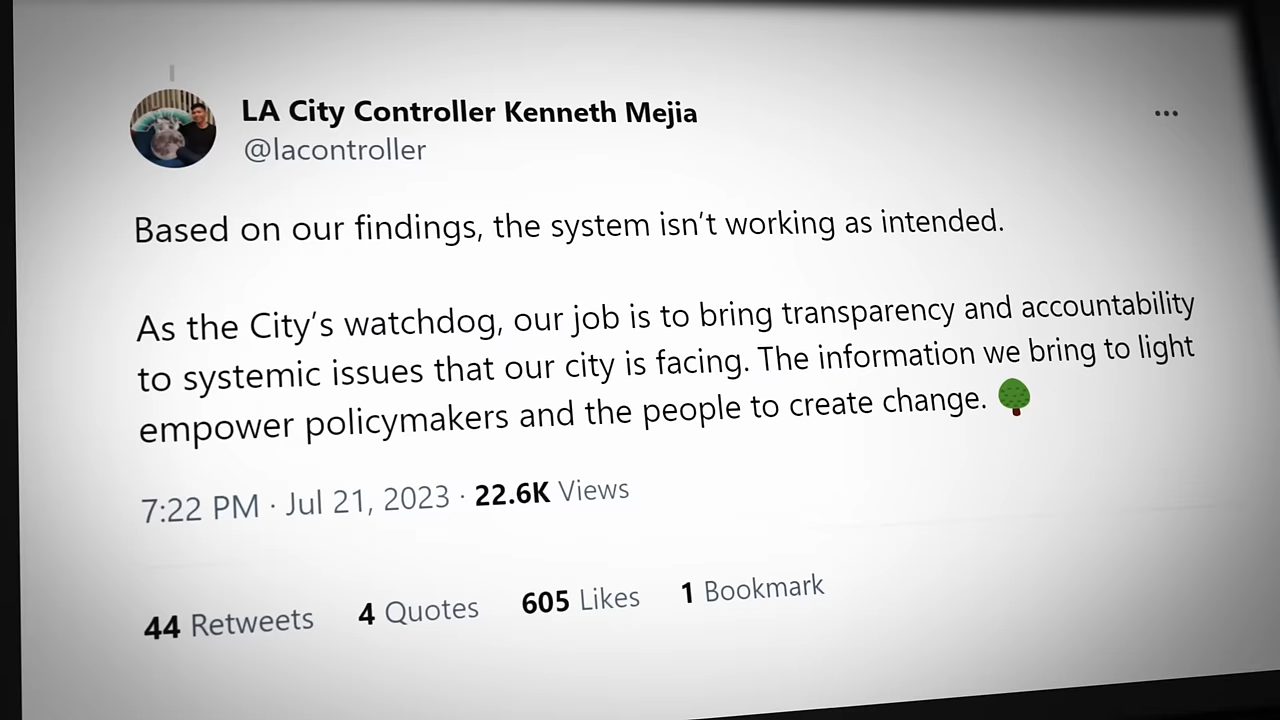 LA City Controller Kenneth Mejia
@lacontroller
Based on our findings, the system isn’t working as intended.
As the City’s watchdog, our job is to bring transparency and accountability
to systemic issues that our city is facing. The information we bring to light
empower policymakers and the people to create change. 🌳
7:22 PM · Jul 21, 2023 · 22.6K Views
44 Retweets 4 Quotes 605 Likes 1 Bookmark